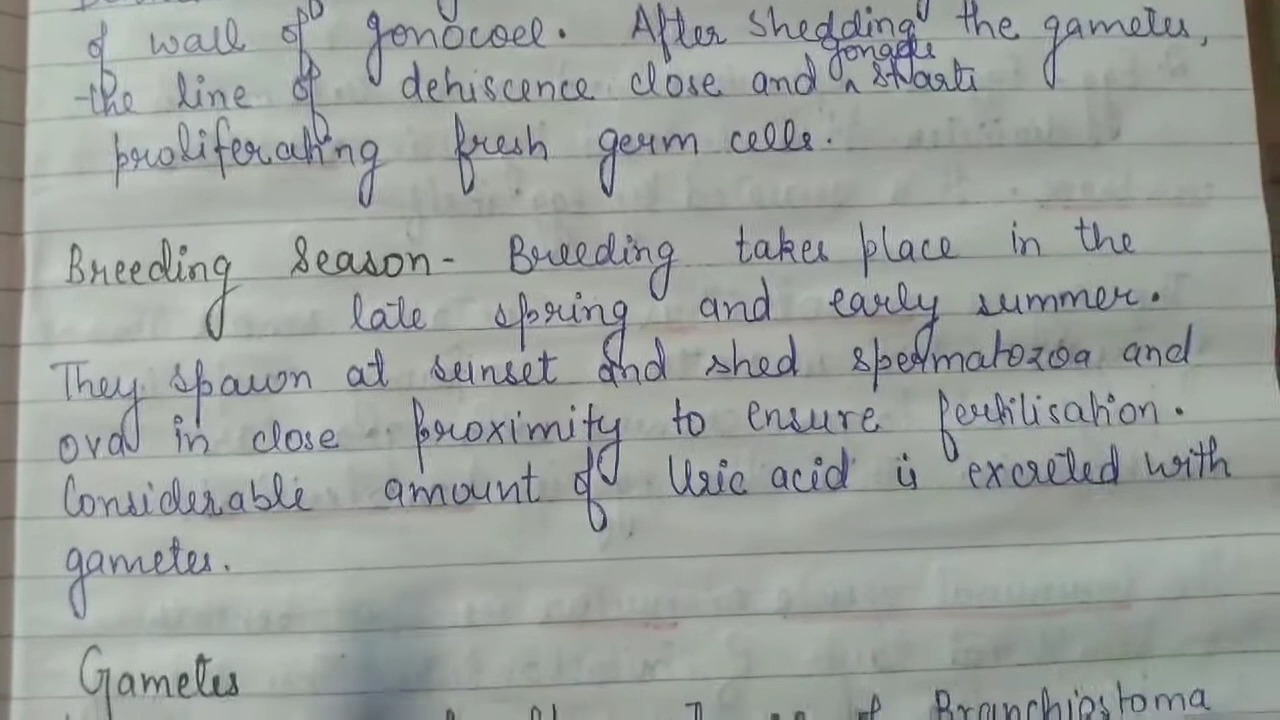 of wall of gonocoel. After shedding the gametes,
the line of dehiscence close and gonads starts
proliferating fresh germ cells.
Breeding Season - Breeding takes place in the
late spring and early summer.
They spawn at sunset and shed spermatozoa and
ova in close proximity to ensure fertilisation.
Considerable amount of Uric acid is excreted with
gametes.
Gametes
of Branchiostoma